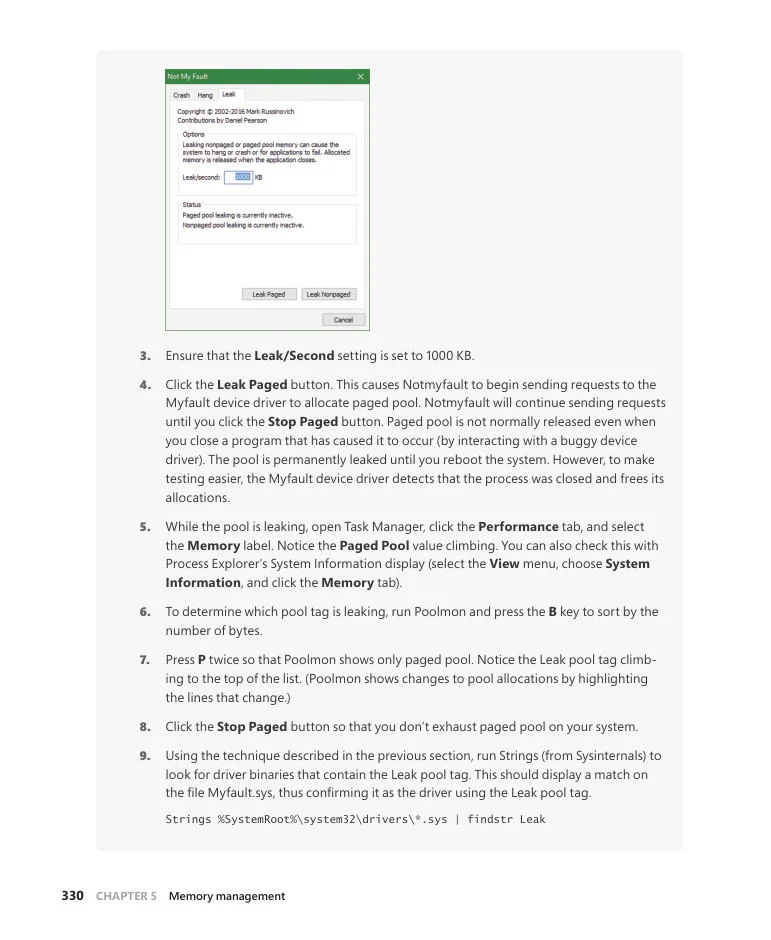 Not My Fault
Crash Hang Leak
Copyright © 2002-2016 Mark Russinovich
Contributions by Daniel Pearson
Options
Leaking nonpaged or paged pool memory can cause the
system to hang or crash or for applications to fail. Allocated
memory is released when the application closes.
Leak/second: 1000 KB
Status
Paged pool leaking is currently inactive.
Nonpaged pool leaking is currently inactive.
Leak Paged Leak Nonpaged
Cancel
3. Ensure that the Leak/Second setting is set to 1000 KB.
4. Click the Leak Paged button. This causes Notmyfault to begin sending requests to the
Myfault device driver to allocate paged pool. Notmyfault will continue sending requests
until you click the Stop Paged button. Paged pool is not normally released even when
you close a program that has caused it to occur (by interacting with a buggy device
driver). The pool is permanently leaked until you reboot the system. However, to make
testing easier, the Myfault device driver detects that the process was closed and frees its
allocations.
5. While the pool is leaking, open Task Manager, click the Performance tab, and select
the Memory label. Notice the Paged Pool value climbing. You can also check this with
Process Explorer’s System Information display (select the View menu, choose System
Information, and click the Memory tab).
6. To determine which pool tag is leaking, run Poolmon and press the B key to sort by the
number of bytes.
7. Press P twice so that Poolmon shows only paged pool. Notice the Leak pool tag climb-
ing to the top of the list. (Poolmon shows changes to pool allocations by highlighting
the lines that change.)
8. Click the Stop Paged button so that you don’t exhaust paged pool on your system.
9. Using the technique described in the previous section, run Strings (from Sysinternals) to
look for driver binaries that contain the Leak pool tag. This should display a match on
the file Myfault.sys, thus confirming it as the driver using the Leak pool tag.
Strings %SystemRoot%\system32\drivers\*.sys | findstr Leak
330 CHAPTER 5 Memory management